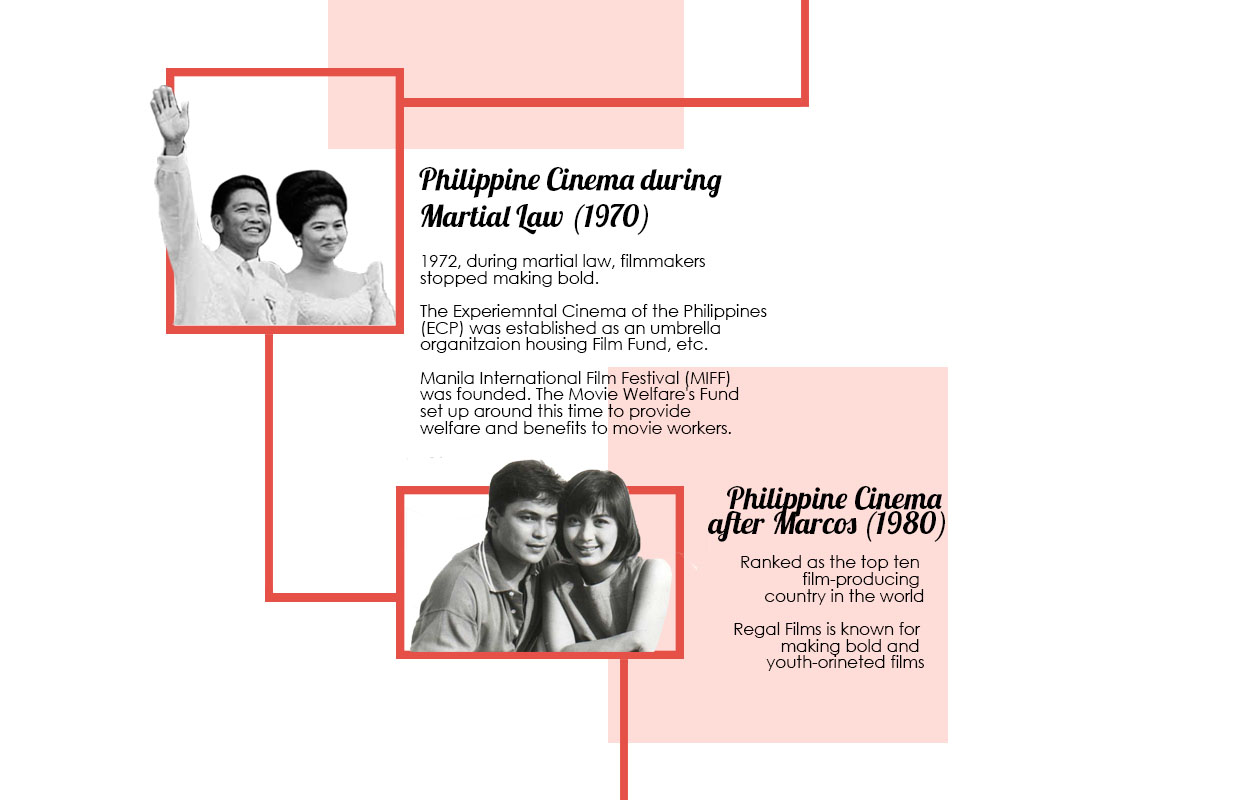 Philippine Cinema during
Martial Law (1970)
1972, during martial law, filmmakers
stopped making bold.
The Experiemntal Cinema of the Philippines
(ECP) was established as an umbrella
organitzaion housing Film Fund, etc.
Manila International Film Festival (MIFF)
was founded. The Movie Welfare's Fund
set up around this time to provide
welfare and benefits to movie workers.
Philippine Cinema
after Marcos (1980)
Ranked as the top ten
film-producing
country in the world
Regal Films is known for
making bold and
youth-orineted films